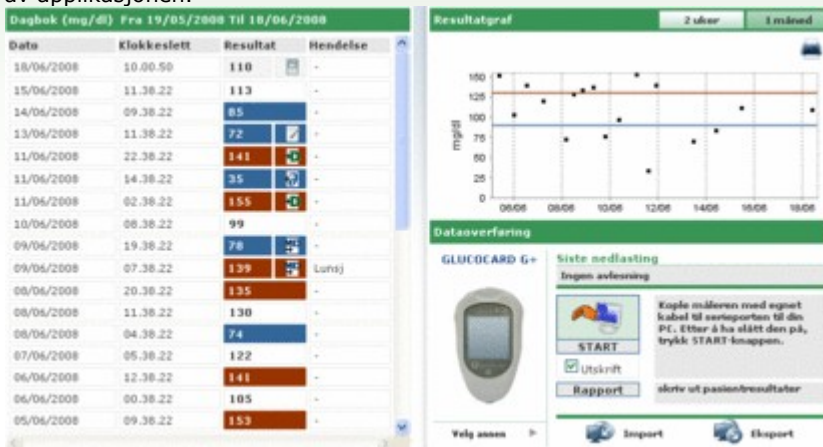 av applikasjonen.
Dagbok (mg/dl) Fra 19/05/2008 Til 18/06/2008
Dato Klokkeslett Resultat Hendelse
18/06/2008 10.00.50 110 -
15/06/2008 11.38.22 113 -
14/06/2008 09.38.22 85 -
13/06/2008 11.38.22 72 -
11/06/2008 22.38.22 141 -
11/06/2008 14.38.22 35 -
11/06/2008 02.38.22 155 -
10/06/2008 08.38.22 99 -
09/06/2008 19.38.22 78 -
09/06/2008 07.38.22 139 Lunsj
08/06/2008 20.38.22 135 -
08/06/2008 11.38.22 130 -
08/06/2008 04.38.22 74 -
07/06/2008 05.38.22 122 -
06/06/2008 12.38.22 141 -
06/06/2008 00.38.22 105 -
05/06/2008 09.38.22 153 -
Resultatgraf 2 uker 1 måned
150
125
100
75
50
25
0
mg/dl
06/06 08/06 10/06 12/06 14/06 16/06 18/06
Dataoverføring
GLUCOCARD G+
Siste nedlasting
Ingen avlesning
Kople måleren med egnet
kabel til serieporten til din
PC. Etter å ha slått den på,
trykk START-knappen.
START
Utskrift
Rapport skriv ut pasientresultater
Velg annen Import Eksport